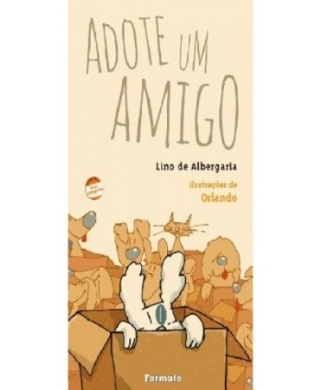 ADOTE UM
AMIGO
Lino de Albergaria
ilustrações de
Orlando
Formato